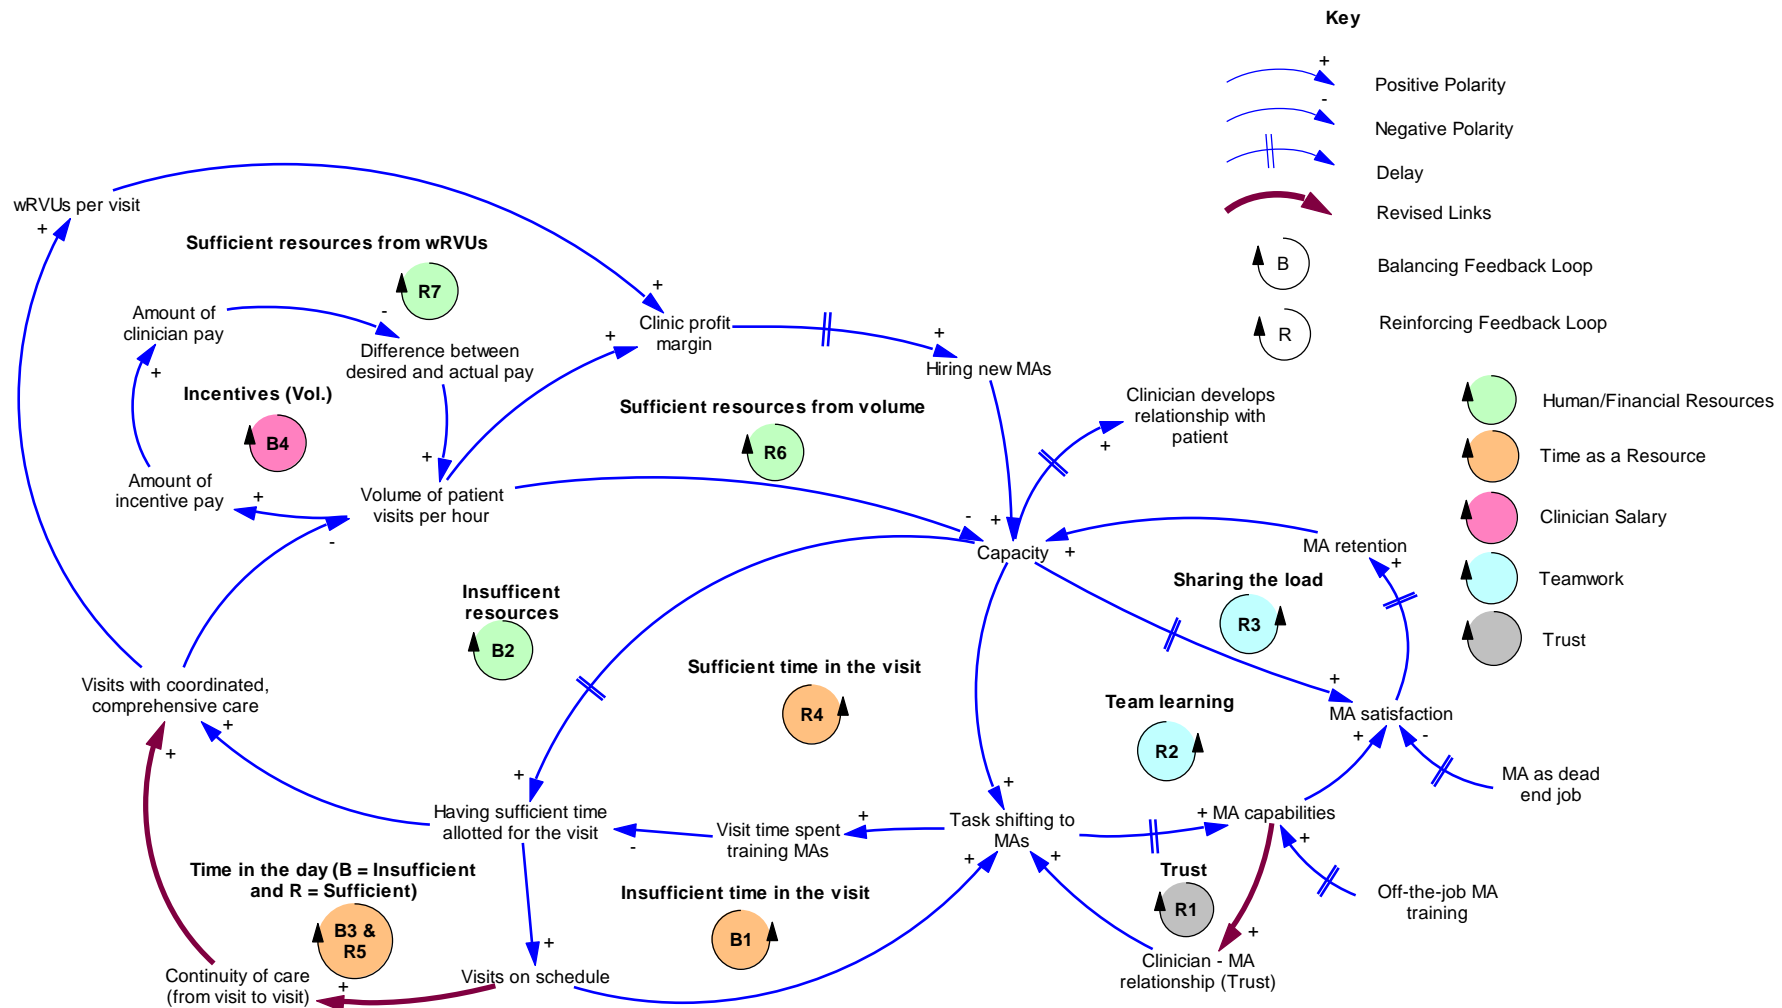 Key
+
Positive Polarity
-
Negative Polarity
Delay
Revised Links
B
Balancing Feedback Loop
R
Reinforcing Feedback Loop
Human/Financial Resources
Time as a Resource
Clinician Salary
Teamwork
Trust
wRVUs per visit
+
Sufficient resources from wRVUs
R7
Amount of
clinician pay
-
+
Difference between
desired and actual pay
Incentives (Vol.)
B4
Amount of
incentive pay
+
+
Volume of patient
visits per hour
-
+
+
Clinic profit
margin
+
Hiring new MAs
Sufficient resources from volume
R6
Clinician develops
relationship with
patient
+
-
+
Capacity
+
MA retention
+
Sharing the load
R3
Insufficent
resources
B2
Sufficient time in the visit
R4
Team learning
R2
+
MA satisfaction
+
-
MA as dead
end job
Visits with coordinated,
comprehensive care
+
+
+
Having sufficient time
allotted for the visit
-
Visit time spent
training MAs
+
+
Task shifting to
MAs
+
+
+
MA capabilities
+
Off-the-job MA
training
Trust
R1
+
Clinician - MA
relationship (Trust)
Time in the day (B = Insufficient
and R = Sufficient)
B3 &
R5
Insufficient time in the visit
B1
+
Visits on schedule
+
Continuity of care
(from visit to visit)